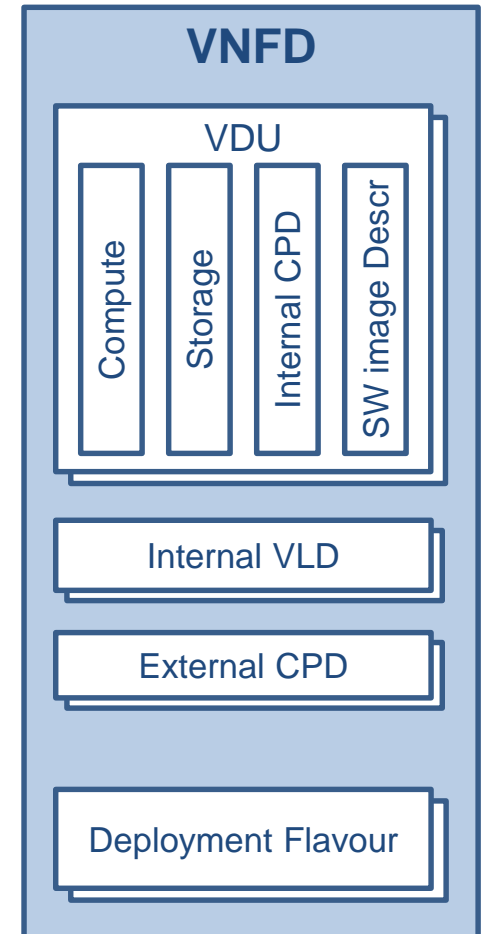 VNFD
VDU
Compute
Storage
Internal CPD
SW image Descr
Internal VLD
External CPD
Deployment Flavour